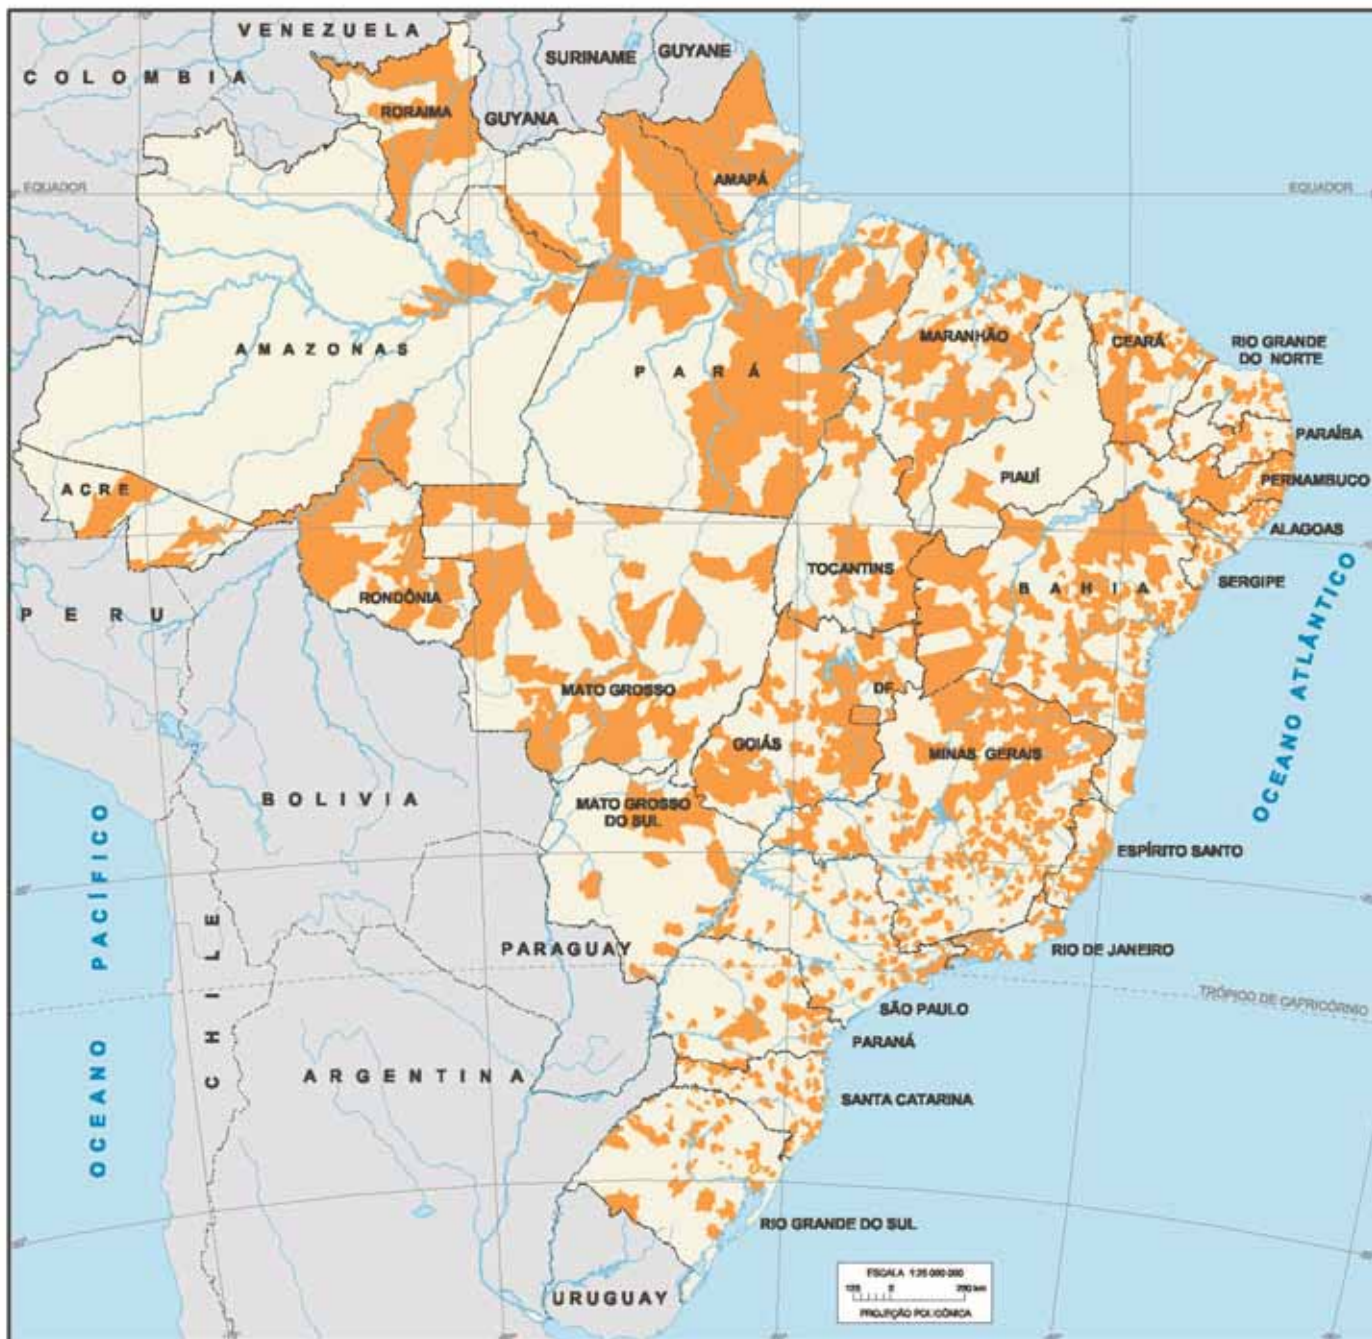 VENEZUELA
COLOMBIA
SURINAME
GUYANE
GUYANA
RORAIMA
AMAPÁ
EQUADOR
EQUADOR
AMAZONAS
PARÁ
MARANHÃO
CEARÁ
RIO GRANDE
DO NORTE
PARAÍBA
PIAUÍ
PERNAMBUCO
ACRE
ALAGOAS
TOCANTINS
BAHIA
SERGIPE
RONDÔNIA
PERU
OCEANO ATLÂNTICO
MATO GROSSO
DF
GOIÁS
MINAS GERAIS
BOLIVIA
MATO GROSSO
DO SUL
ESPÍRITO SANTO
OCEANO PACÍFICO
CHILE
PARAGUAY
RIO DE JANEIRO
TRÓPICO DE CAPRICÓRNIO
SÃO PAULO
PARANÁ
ARGENTINA
SANTA CATARINA
RIO GRANDE DO SUL
URUGUAY
PROJEÇÃO POLICÔNICA